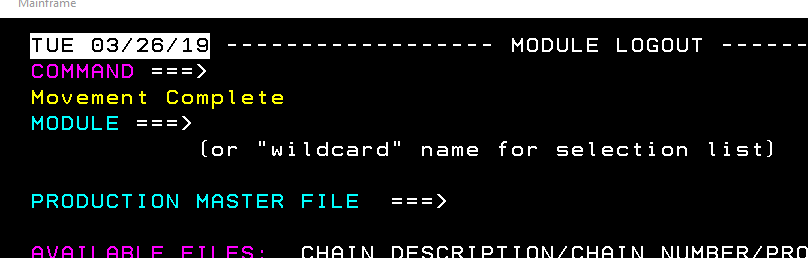 Mainframe
TUE 03/26/19 ------------------ MODULE LOGOUT ------
COMMAND ===>
Movement Complete
MODULE ===>
(or "wildcard" name for selection list)
PRODUCTION MASTER FILE ===>
AVAILABLE FILES: CHAIN DESCRIPTION/CHAIN NUMBER/PRO